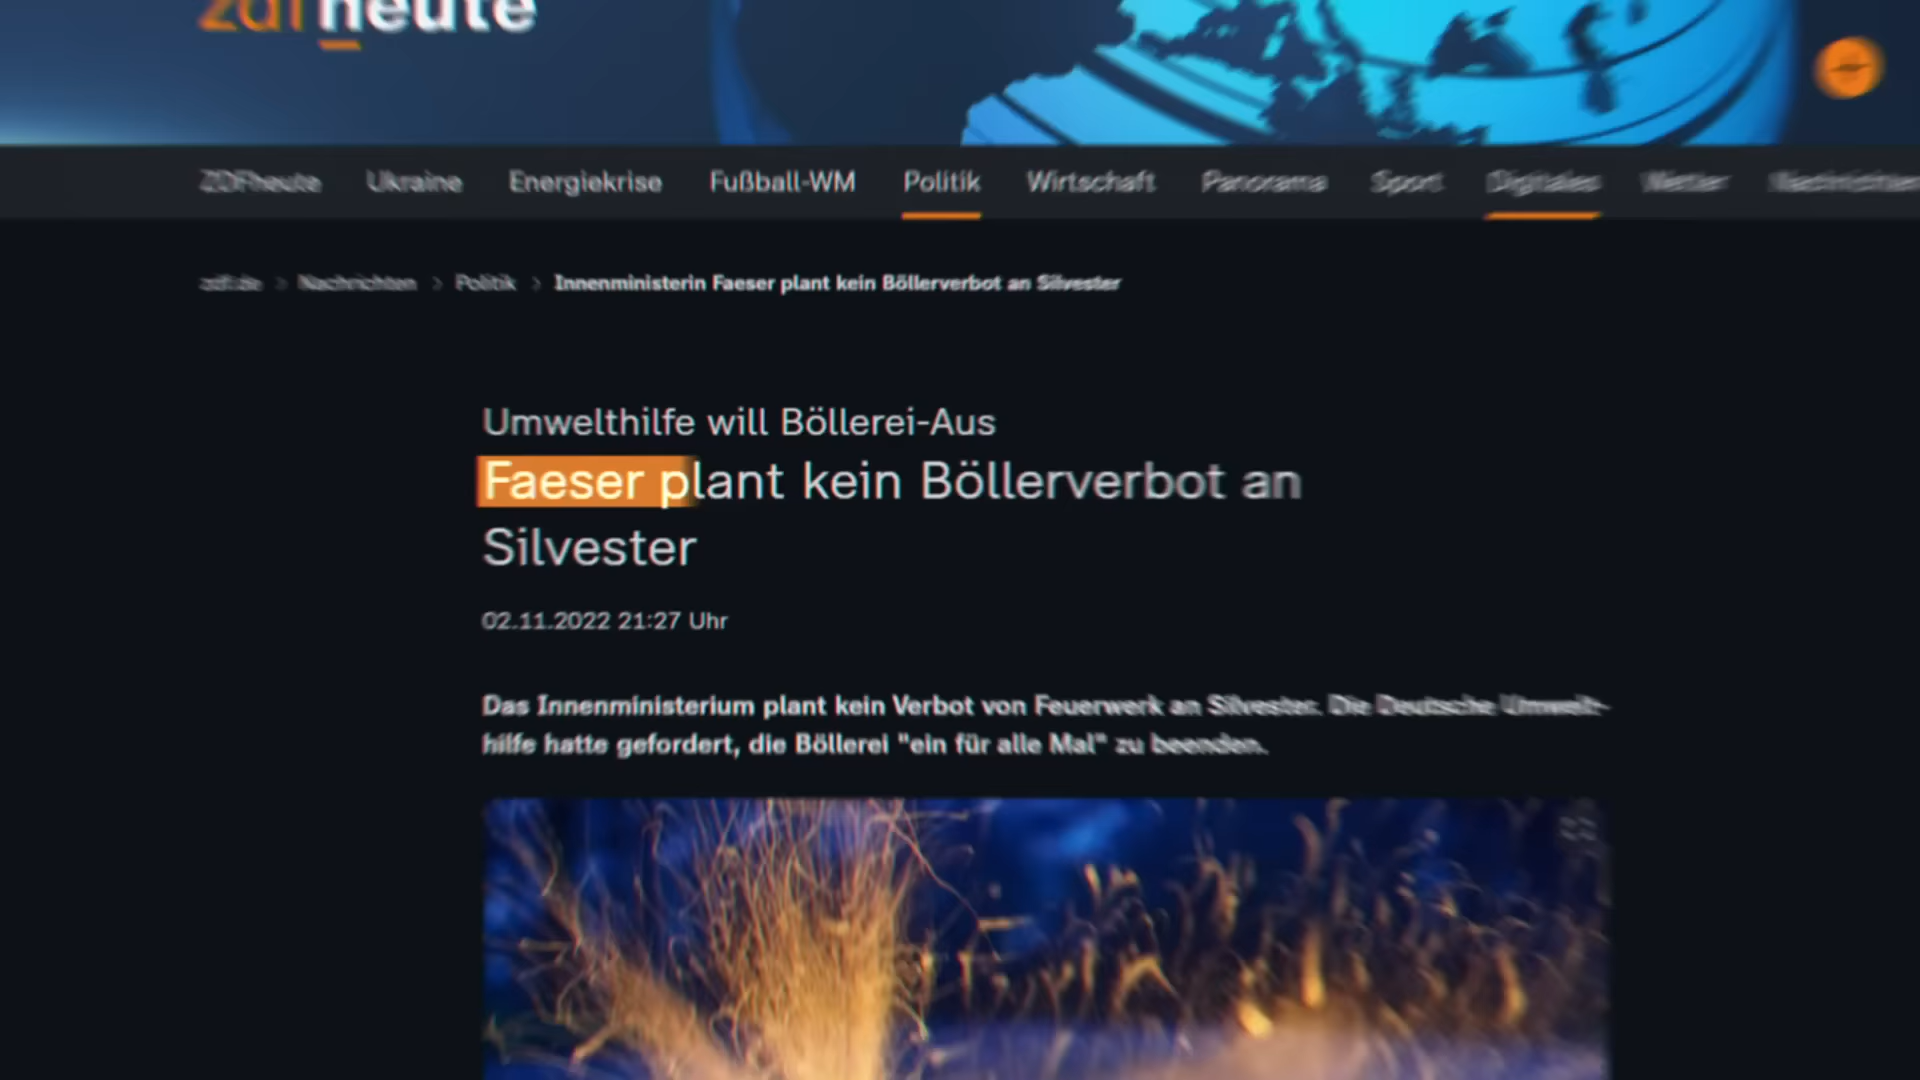 zdfheute
ZDFheute Ukraine Energiekrise Fußball-WM Politik Wirtschaft Panorama Sport Digitales Wetter
zdf.de > Nachrichten > Politik > Innenministerin Faeser plant kein Böllerverbot an Silvester
Umwelthilfe will Böllerei-Aus
Faeser plant kein Böllerverbot an
Silvester
02.11.2022 21:27 Uhr
Das Innenministerium plant kein Verbot von Feuerwerk an Silvester. Die Deutsche Umwelt-
hilfe hatte gefordert, die Böllerei "ein für alle Mal" zu beenden.